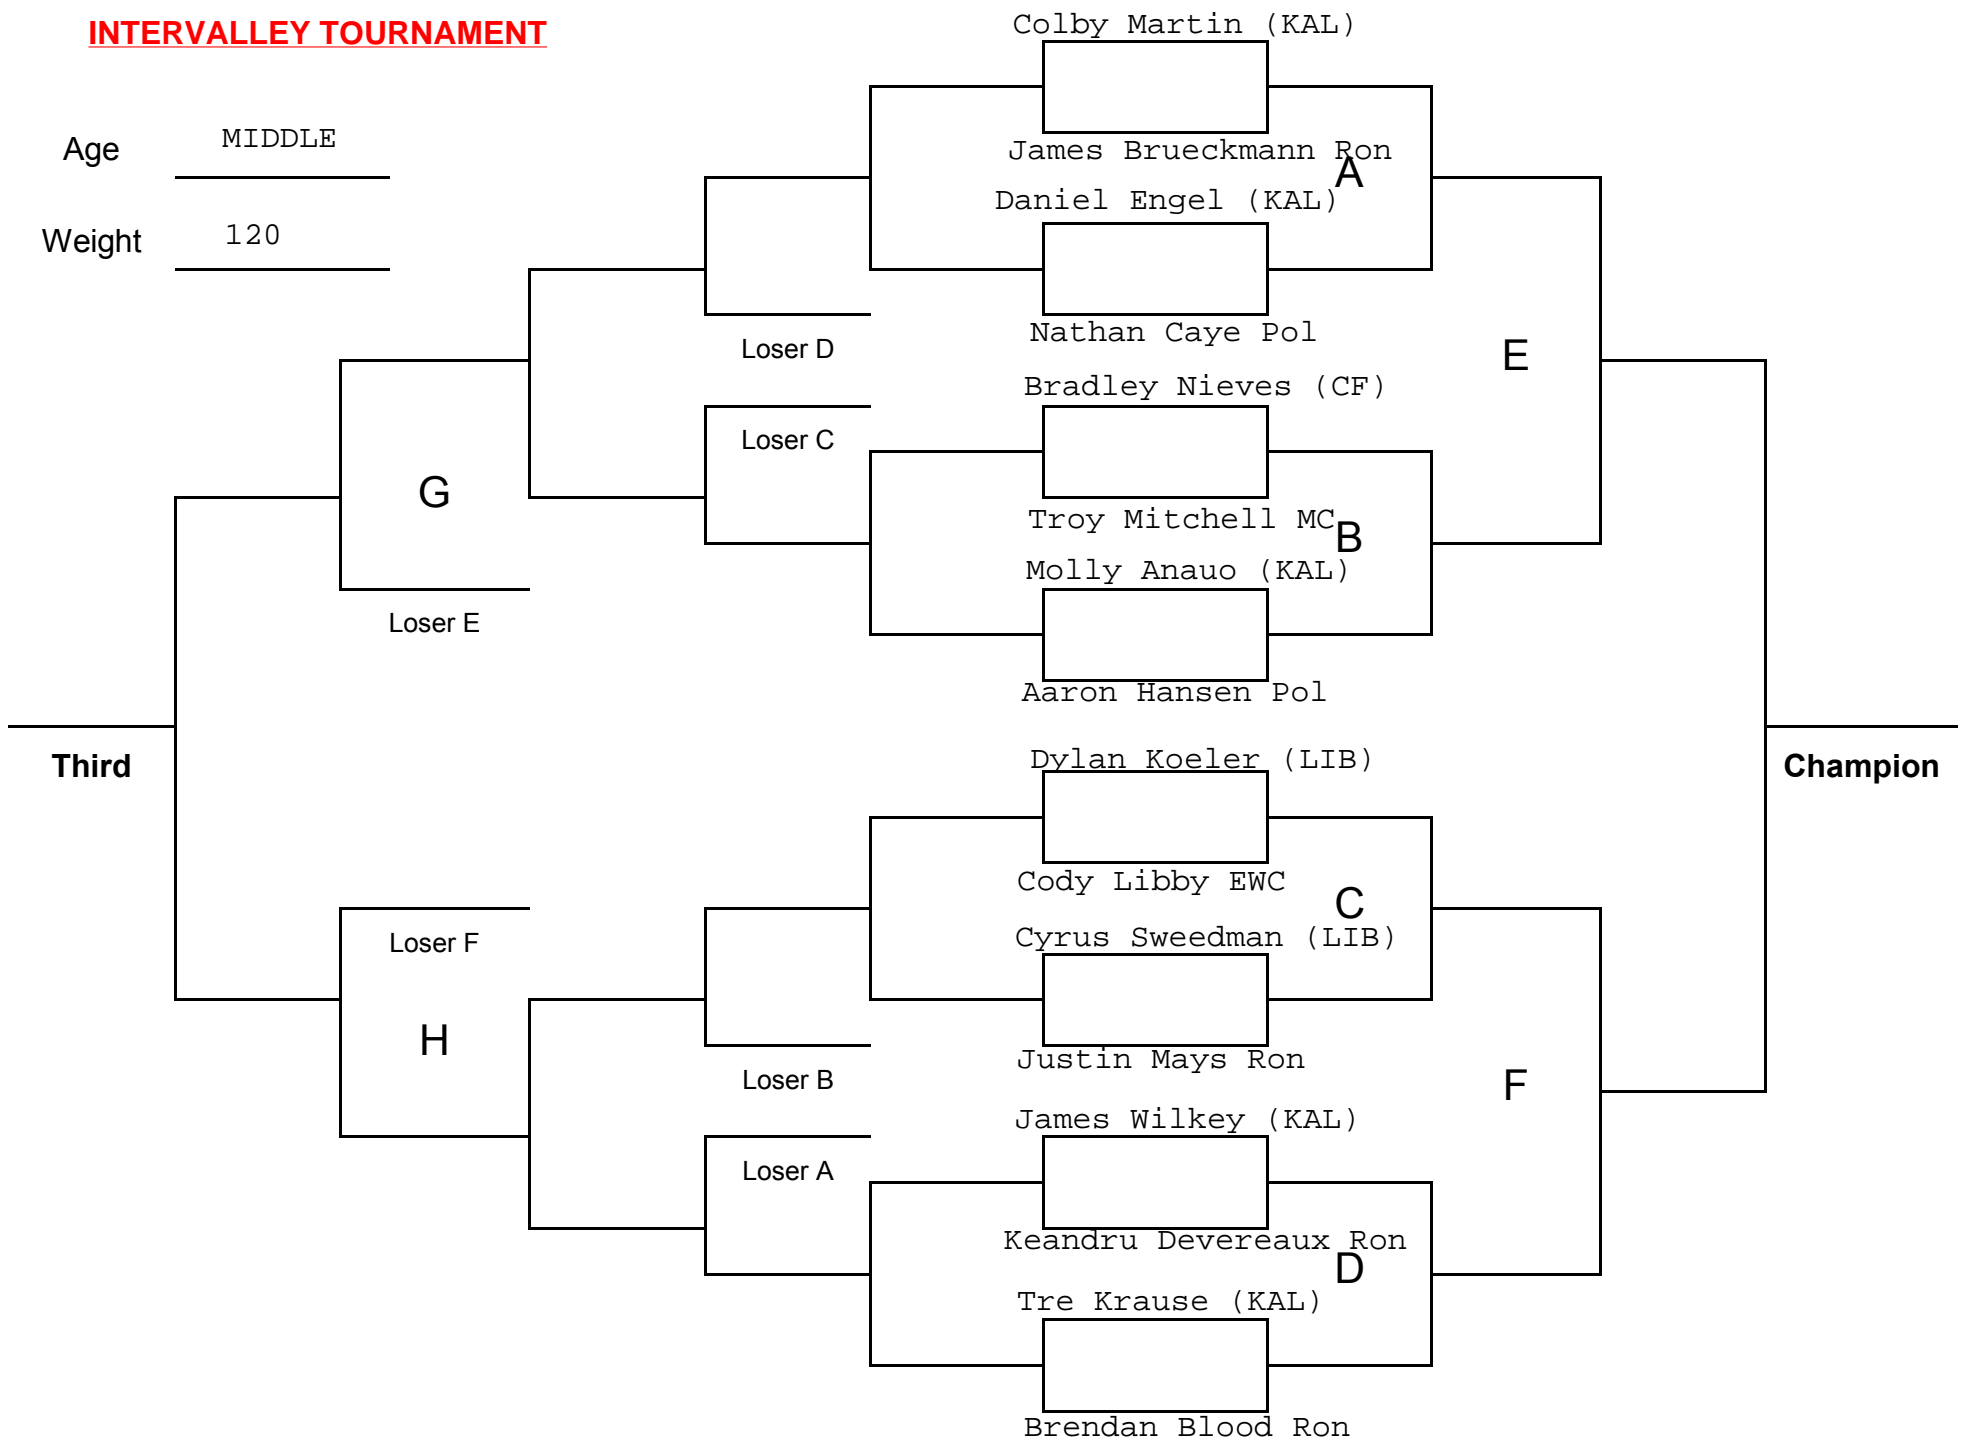 INTERVALLEY TOURNAMENT
Colby Martin (KAL)
Age MIDDLE
James Brueckmann Ron
A
Daniel Engel (KAL)
Weight 120
Nathan Caye Pol
Loser D
E
Bradley Nieves (CF)
Loser C
G
Troy Mitchell MC
B
Molly Anauo (KAL)
Loser E
Aaron Hansen Pol
Dylan Koeler (LIB)
Third
Champion
Cody Libby EWC
C
Loser F
Cyrus Sweedman (LIB)
H
Justin Mays Ron
Loser B
F
James Wilkey (KAL)
Loser A
Keandru Devereaux Ron
D
Tre Krause (KAL)
Brendan Blood Ron